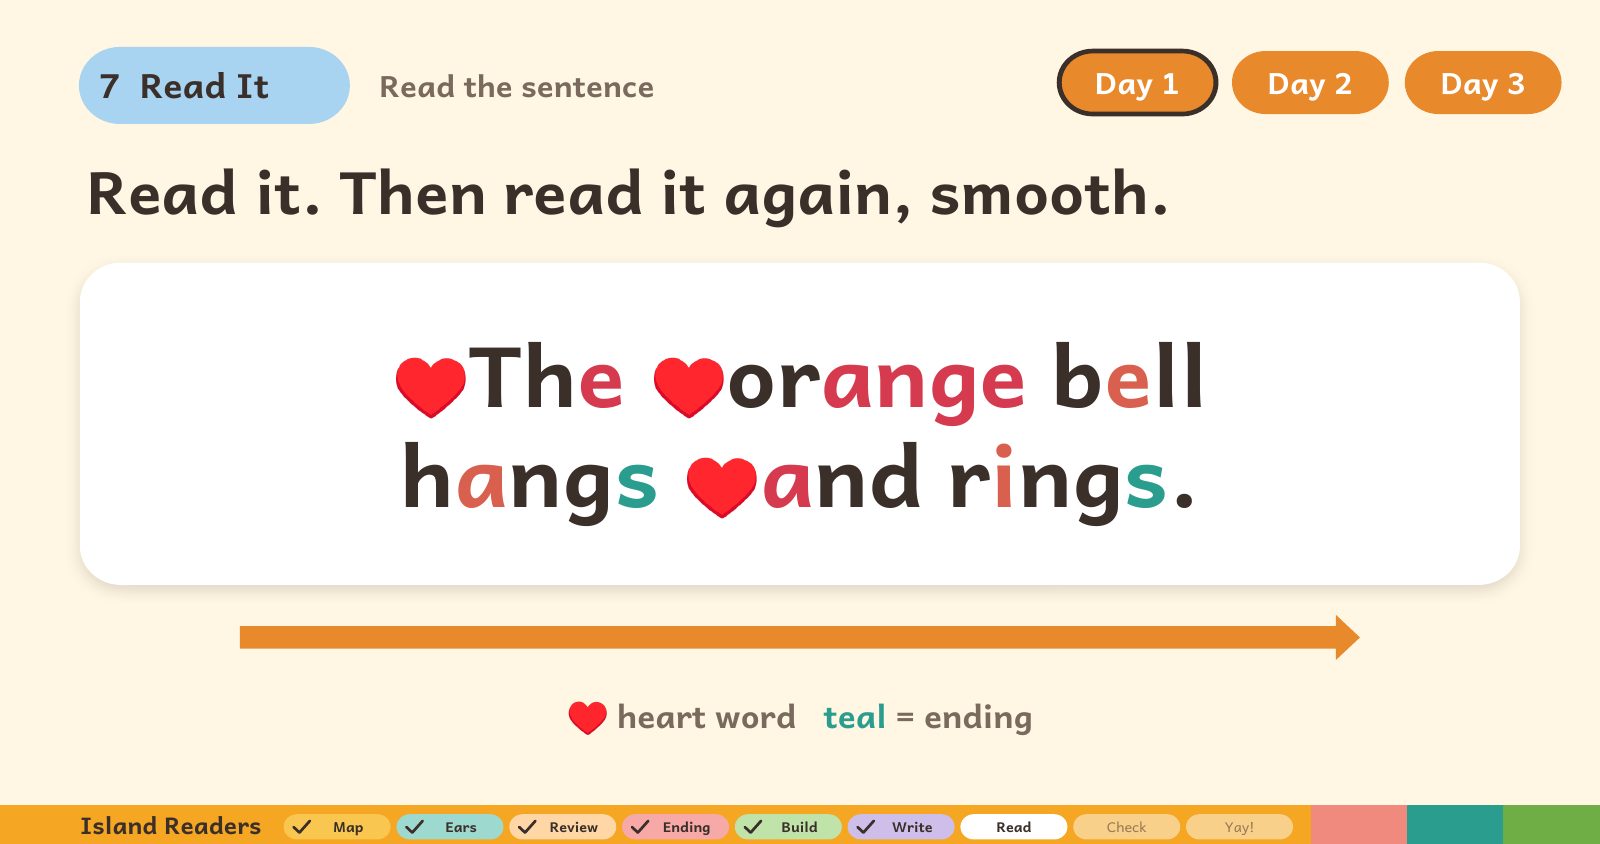 7 Read It
Read the sentence
Day 1
Day 2
Day 3
Read it. Then read it again, smooth.
The orange bell
hangs and rings.
heart word teal = ending
Island Readers
Map
Ears
Review
Ending
Build
Write
Read
Check
Yay!